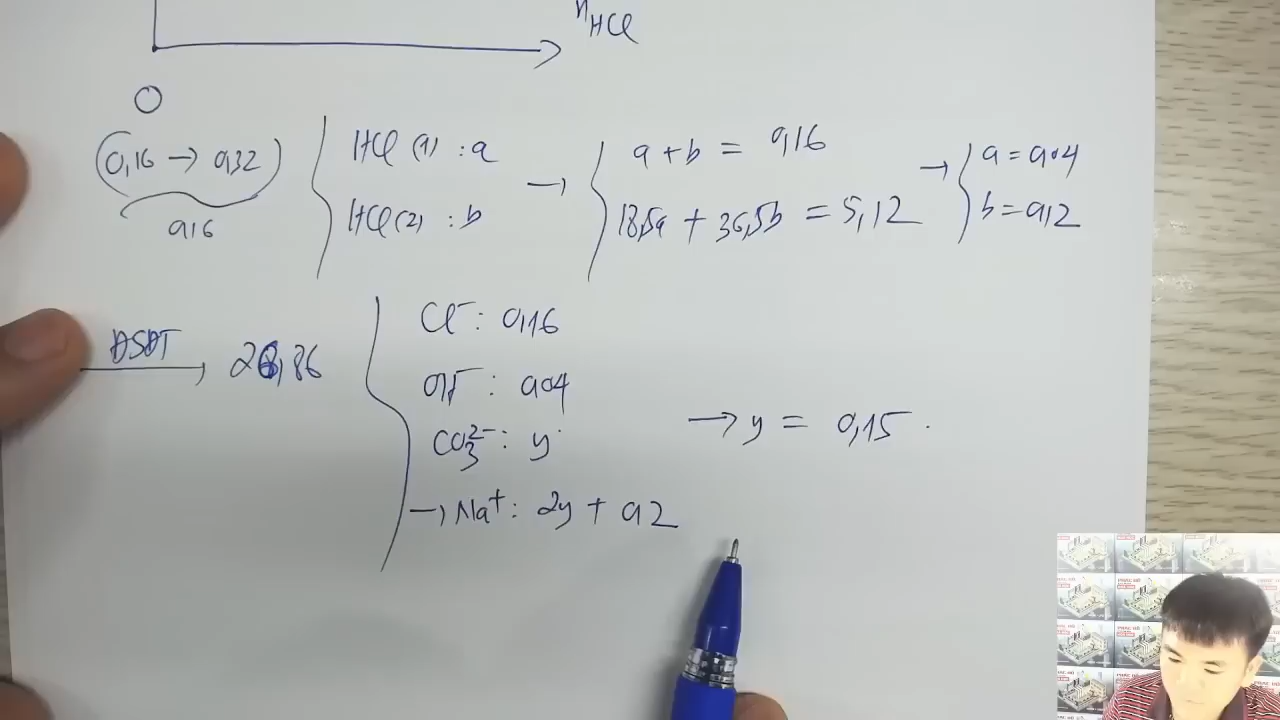 nHCl
O
(0,16 → 0,32)
0,16
HCl (1) : a
HCl (2) : b
→
a + b = 0,16
18,5a + 36,5b = 5,12
→
a = 0,04
b = 0,12
ĐSĐT → 26,86
Cl⁻ : 0,16
OH⁻ : 0,04
CO₃²⁻ : y
→ Na⁺ : 2y + 0,2
→ y = 0,15.